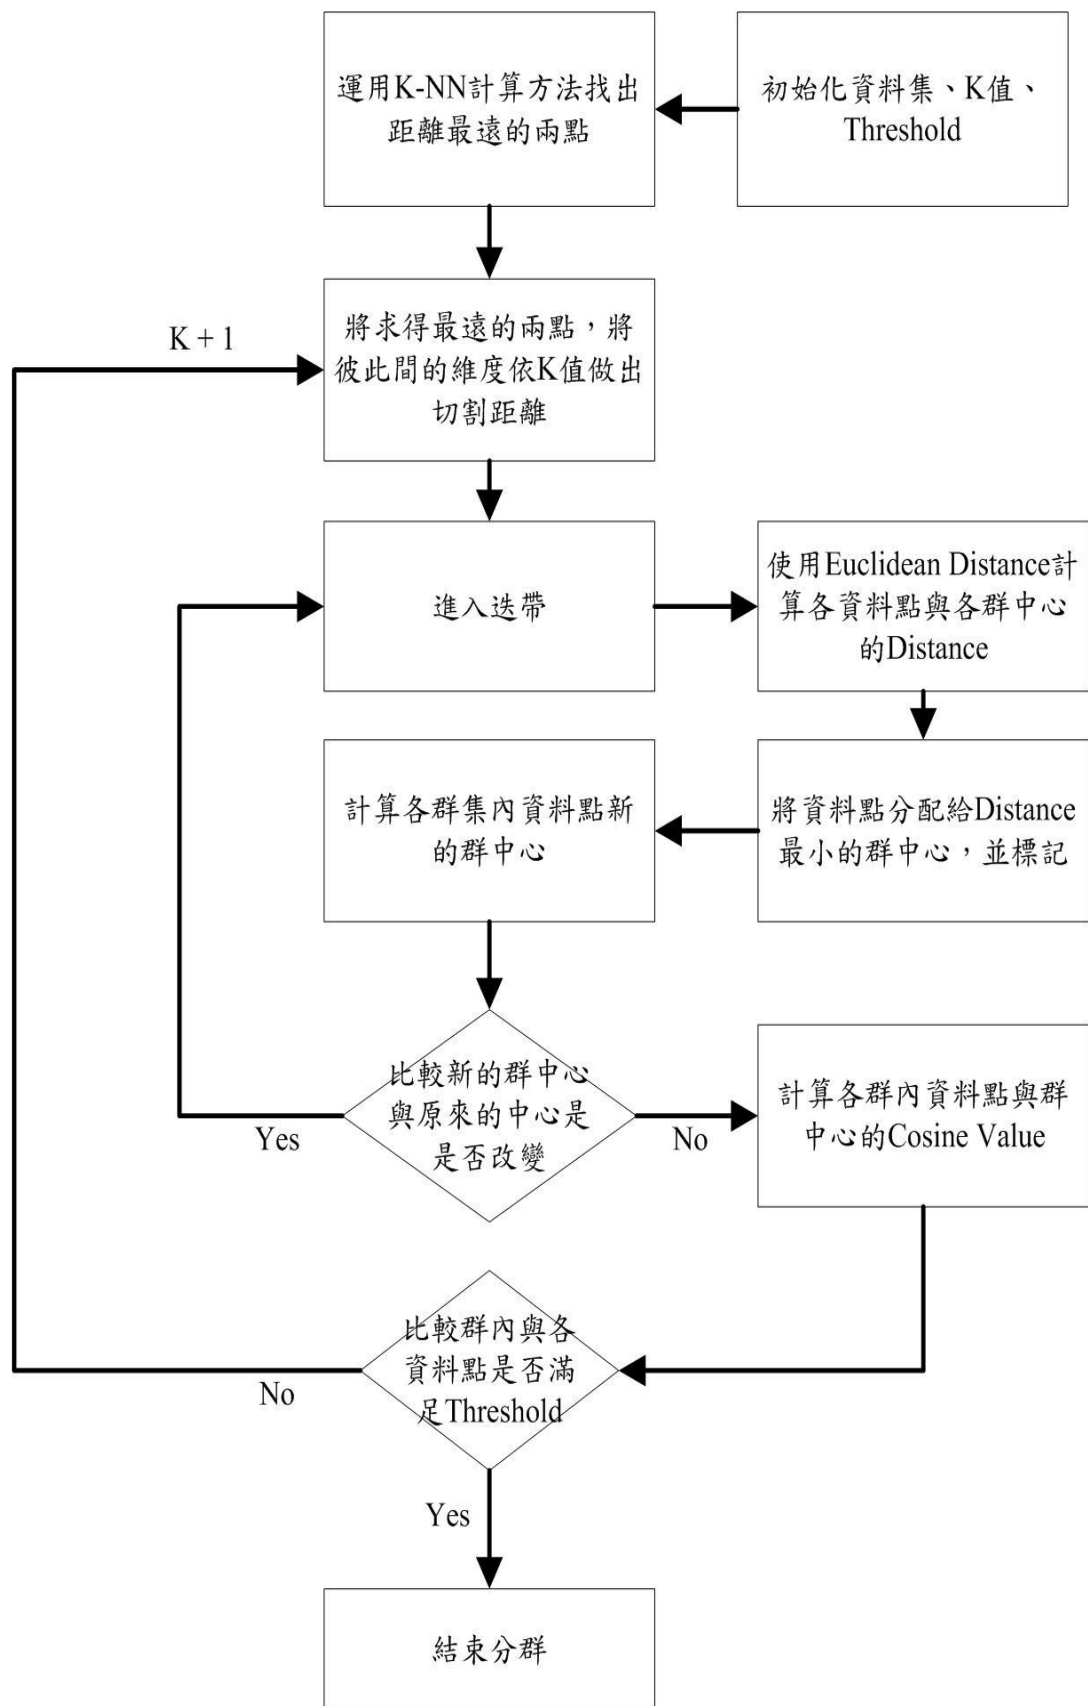 初始化資料集、K值、
Threshold
運用K-NN計算方法找出
距離最遠的兩點
將求得最遠的兩點，將
彼此間的維度依K值做出
切割距離
K + 1
進入迭帶
使用Euclidean Distance計
算各資料點與各群中心
的Distance
將資料點分配給Distance
最小的群中心，並標記
計算各群集內資料點新
的群中心
比較新的群中心
與原來的中心是
是否改變
Yes
No
計算各群內資料點與群
中心的Cosine Value
比較群內與各
資料點是否滿
足Threshold
No
Yes
結束分群